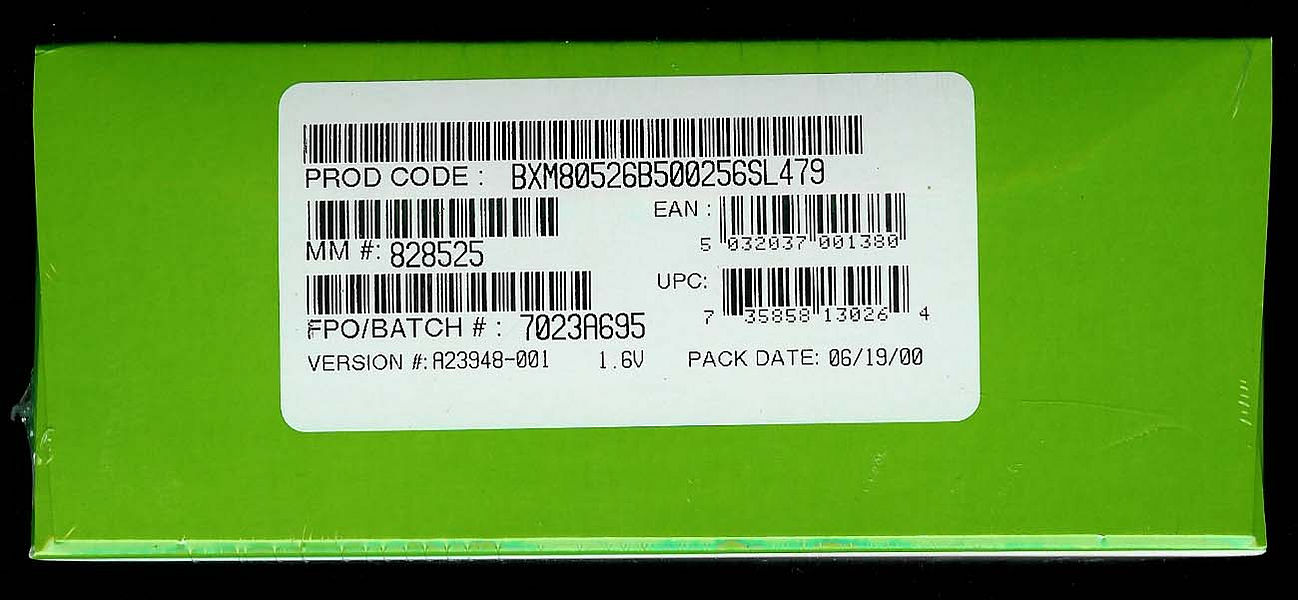 PROD CODE : BXM80526B500256SL479
EAN :
5 032037 001380
MM #: 828525
UPC:
7 35858 13026 4
FPO/BATCH # : 7023A695
VERSION #: A23948-001 1.6V PACK DATE: 06/19/00